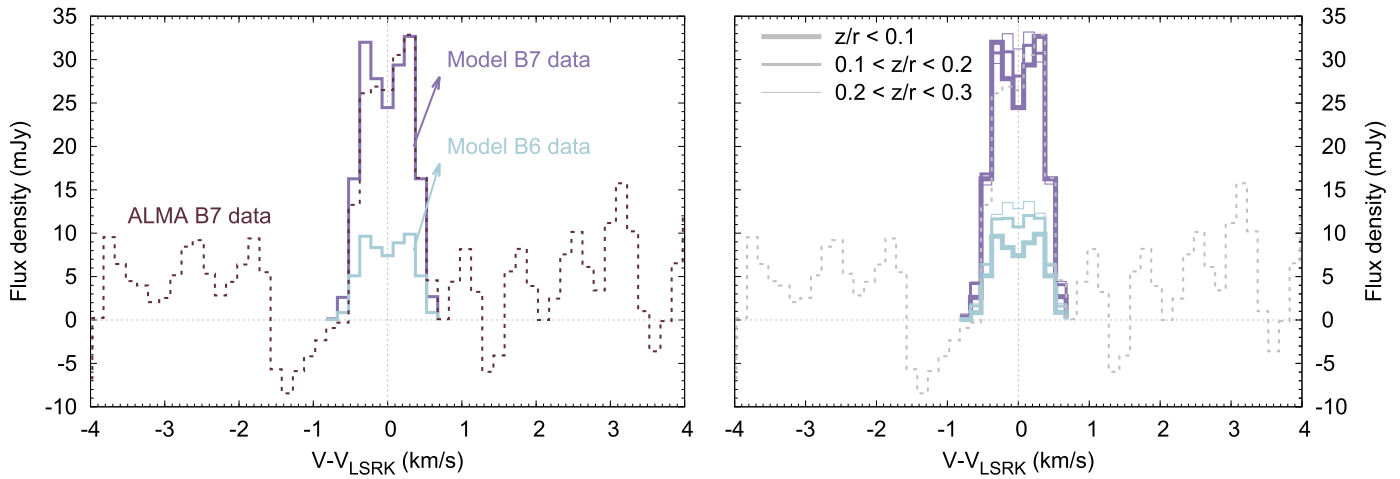 35
30
25
20
15
10
5
0
-5
-10
Flux density (mJy)
Model B7 data
Model B6 data
ALMA B7 data
-4 -3 -2 -1 0 1 2 3 4
V-V_LSRK (km/s)
z/r < 0.1
0.1 < z/r < 0.2
0.2 < z/r < 0.3
35
30
25
20
15
10
5
0
-5
-10
Flux density (mJy)
-4 -3 -2 -1 0 1 2 3 4
V-V_LSRK (km/s)